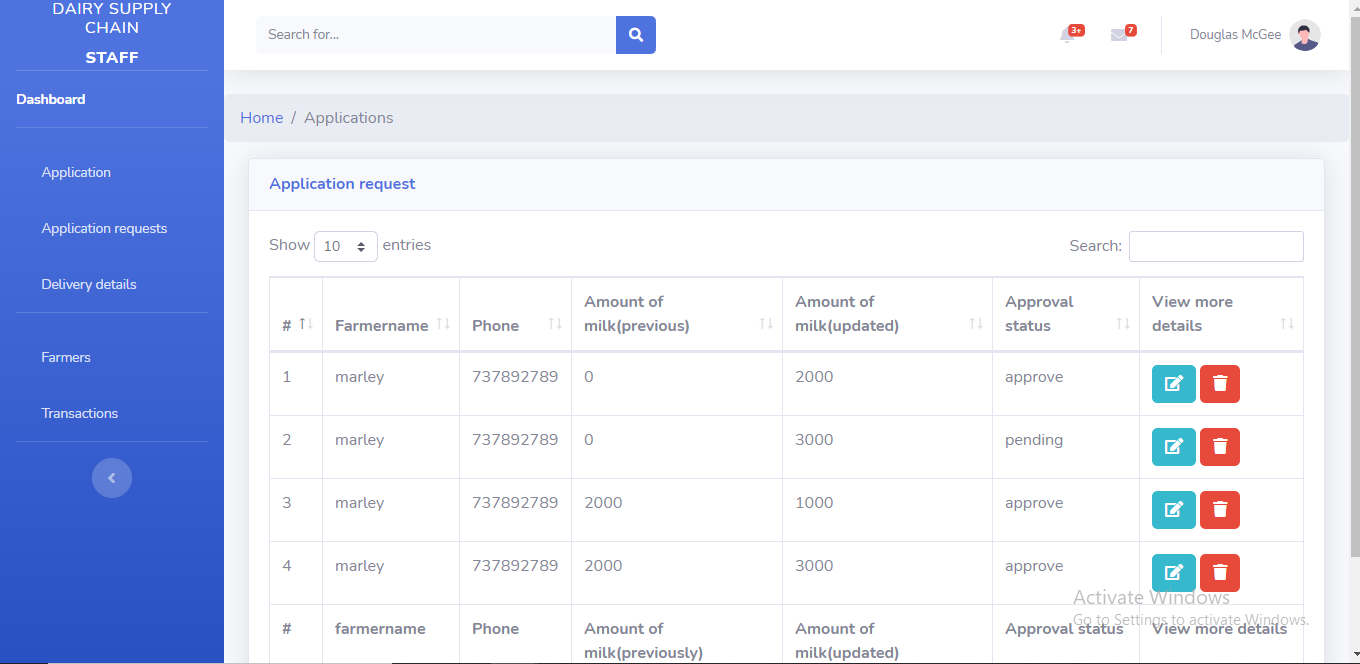 DAIRY SUPPLY
CHAIN
STAFF
Dashboard
Application
Application requests
Delivery details
Farmers
Transactions
Search for...
3+
7
Douglas McGee
Home / Applications
Application request
Show 10 entries
Search:
# Farmername Phone Amount of milk(previous) Amount of milk(updated) Approval status View more details
1 marley 737892789 0 2000 approve
2 marley 737892789 0 3000 pending
3 marley 737892789 2000 1000 approve
4 marley 737892789 2000 3000 approve
# farmername Phone Amount of milk(previously) Amount of milk(updated) Approval status View more details
Activate Windows
Go to Settings to activate Windows.